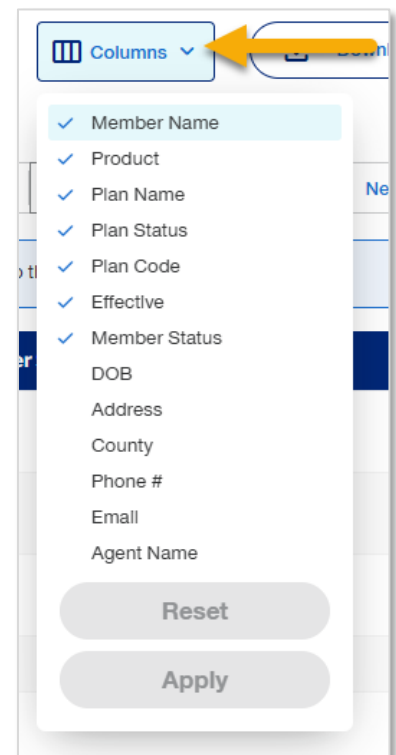 Columns
Member Name
Product
Plan Name
Plan Status
Plan Code
Effective
Member Status
DOB
Address
County
Phone #
Email
Agent Name
Reset
Apply